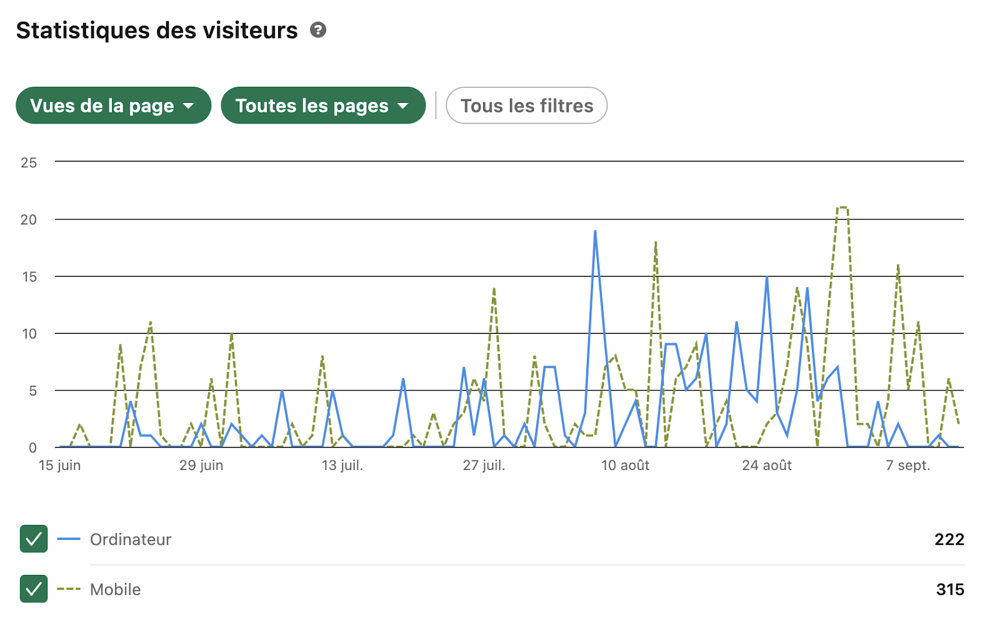 Statistiques des visiteurs ?
Vues de la page Toutes les pages Tous les filtres
25
20
15
10
5
0
15 juin 29 juin 13 juil. 27 juil. 10 août 24 août 7 sept.
Ordinateur 222
Mobile 315